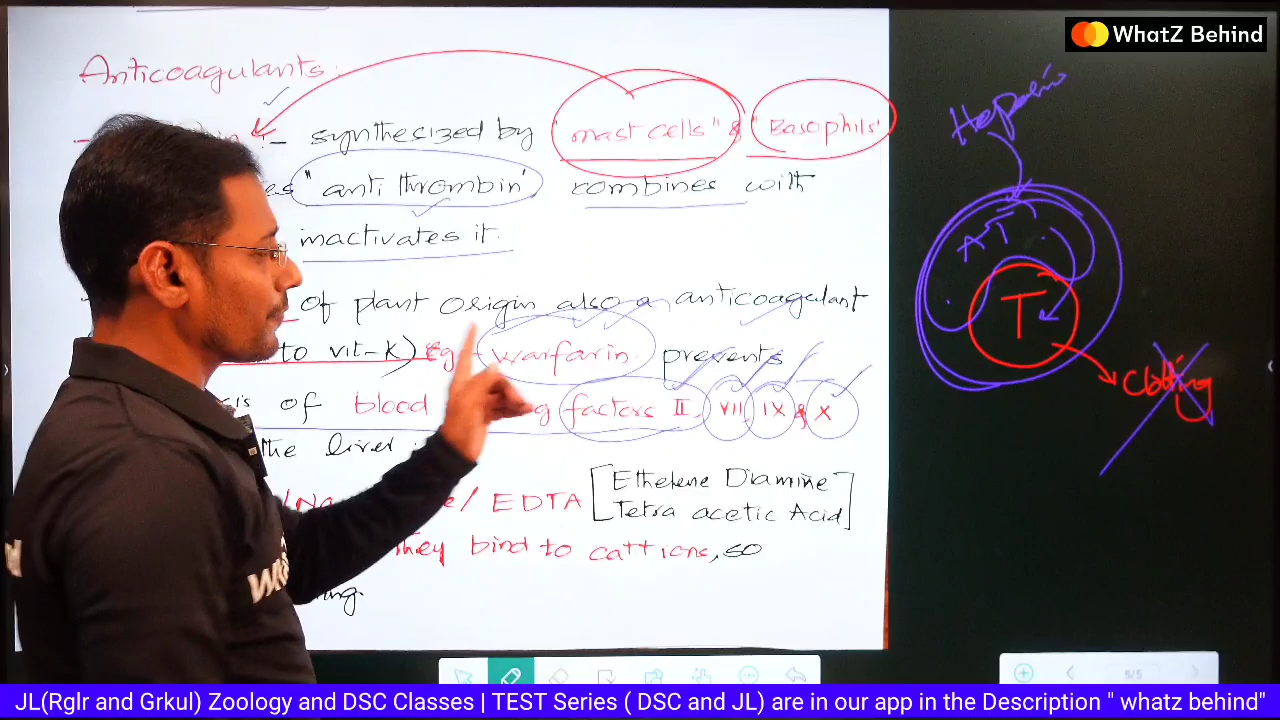 WhatZ Behind
Anticoagulants.
synthesized by "mast cells" & "Basophils"
"anti thrombin" combines with
inactivates it.
of plant origin also a anticoagulant
to vit-K) eg - warfarin prevents
of blood factors II, VII, IX & X
the liver
EDTA [Ethelene Diamine
Tetra acetic Acid]
they bind to cattions, so
Heparin
AT
T
Clotting
5/5
JL(Rglr and Grkul) Zoology and DSC Classes | TEST Series ( DSC and JL) are in our app in the Description " whatz behind"